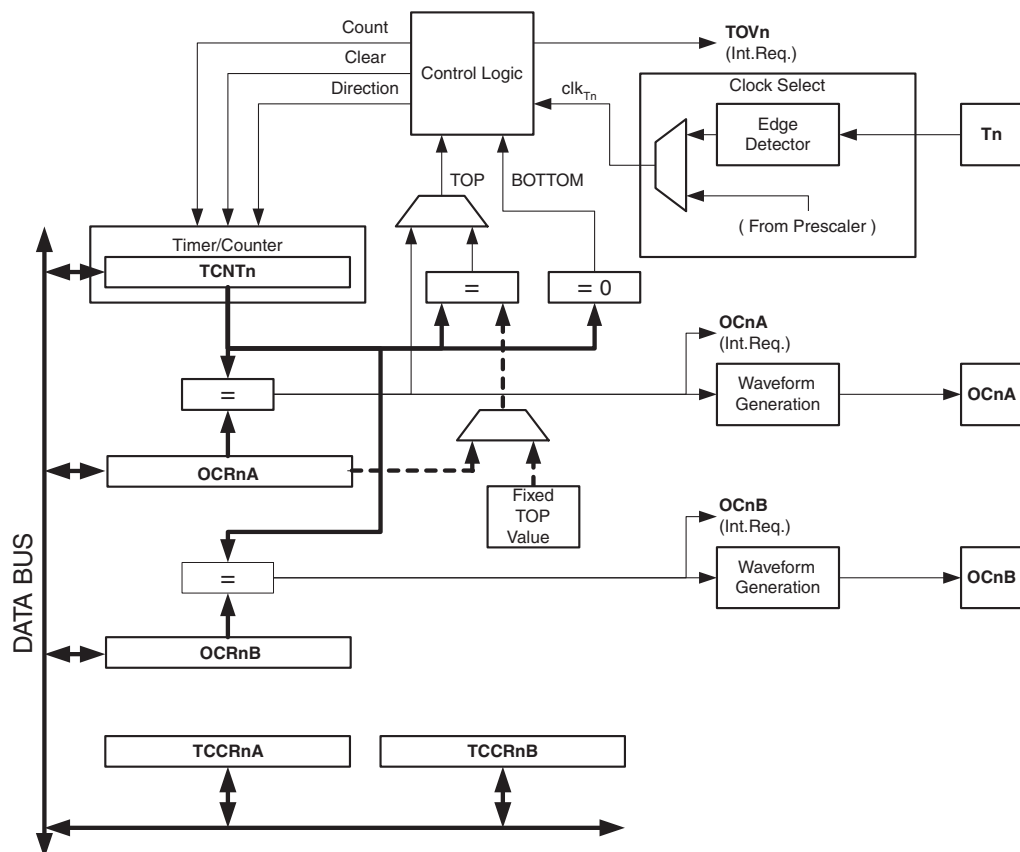 Count
Clear
Direction
Control Logic
TOVn
(Int.Req.)
clkTn
Clock Select
Edge
Detector
Tn
( From Prescaler )
TOP
BOTTOM
Timer/Counter
TCNTn
=
= 0
OCnA
(Int.Req.)
=
Waveform
Generation
OCnA
OCRnA
Fixed
TOP
Value
OCnB
(Int.Req.)
=
Waveform
Generation
OCnB
OCRnB
DATA BUS
TCCRnA
TCCRnB